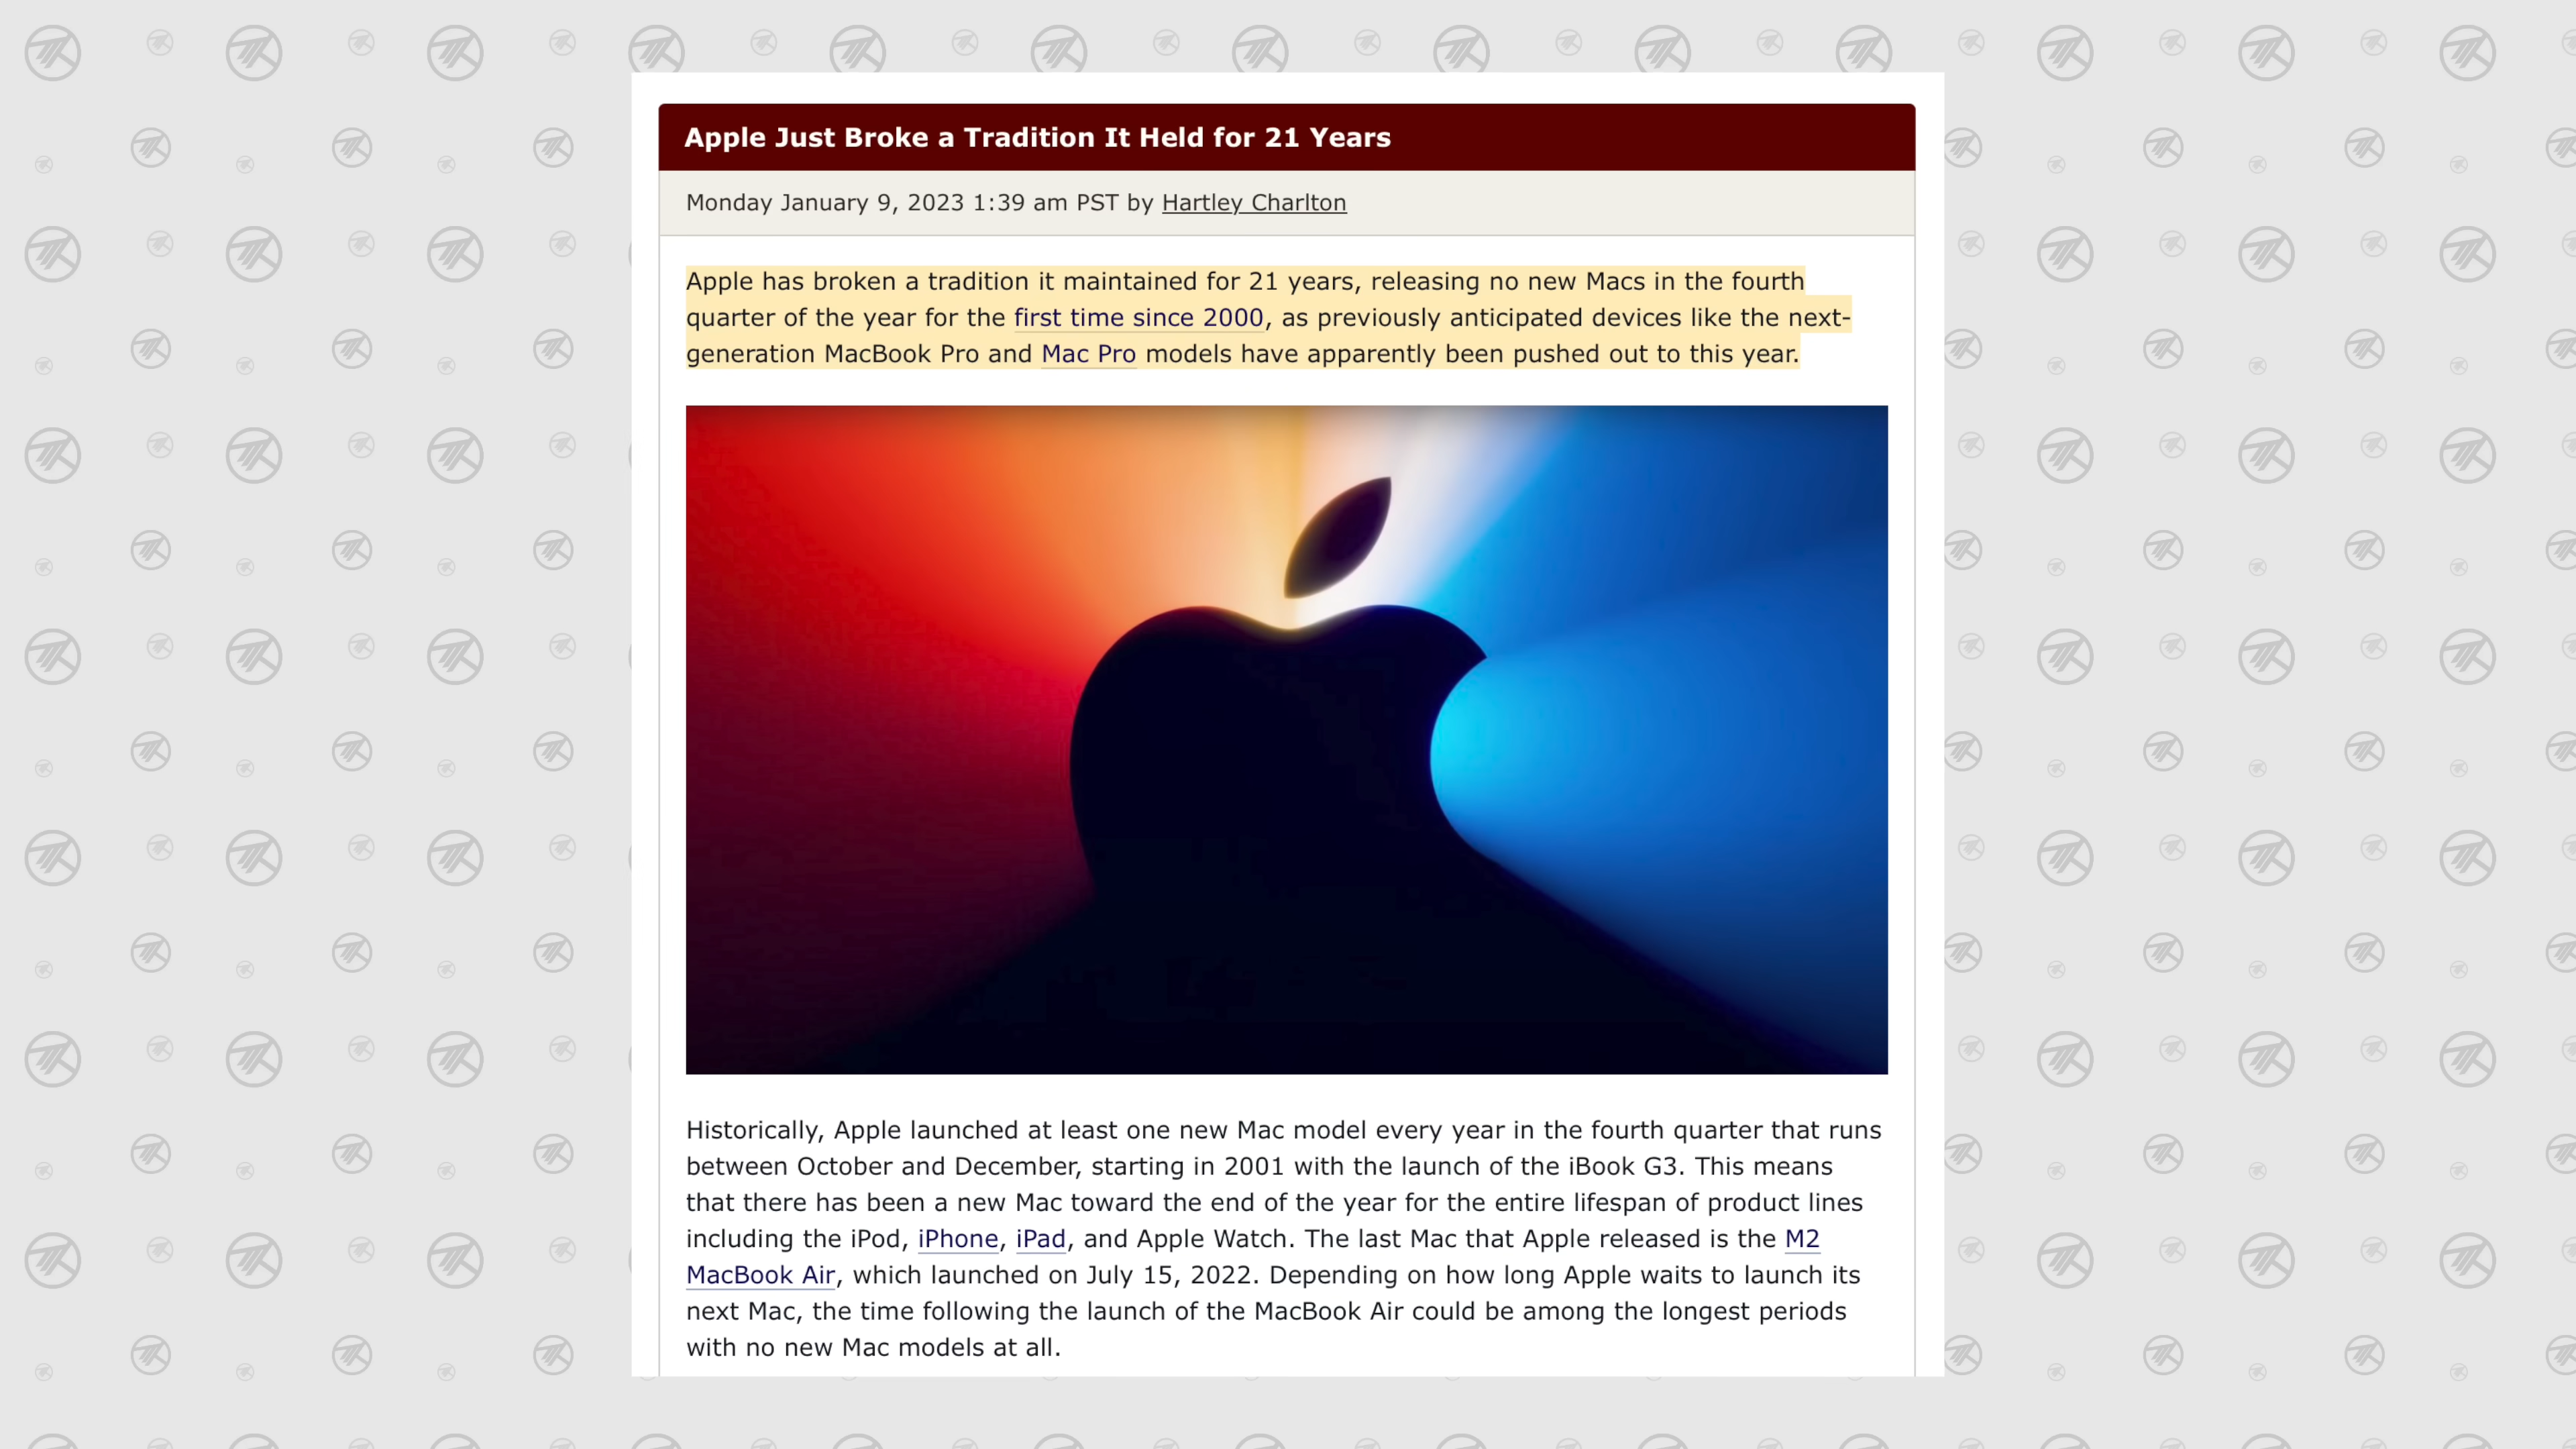 Apple Just Broke a Tradition It Held for 21 Years
Monday January 9, 2023 1:39 am PST by Hartley Charlton
Apple has broken a tradition it maintained for 21 years, releasing no new Macs in the fourth
quarter of the year for the first time since 2000, as previously anticipated devices like the next-
generation MacBook Pro and Mac Pro models have apparently been pushed out to this year.
Historically, Apple launched at least one new Mac model every year in the fourth quarter that runs
between October and December, starting in 2001 with the launch of the iBook G3. This means
that there has been a new Mac toward the end of the year for the entire lifespan of product lines
including the iPod, iPhone, iPad, and Apple Watch. The last Mac that Apple released is the M2
MacBook Air, which launched on July 15, 2022. Depending on how long Apple waits to launch its
next Mac, the time following the launch of the MacBook Air could be among the longest periods
with no new Mac models at all.